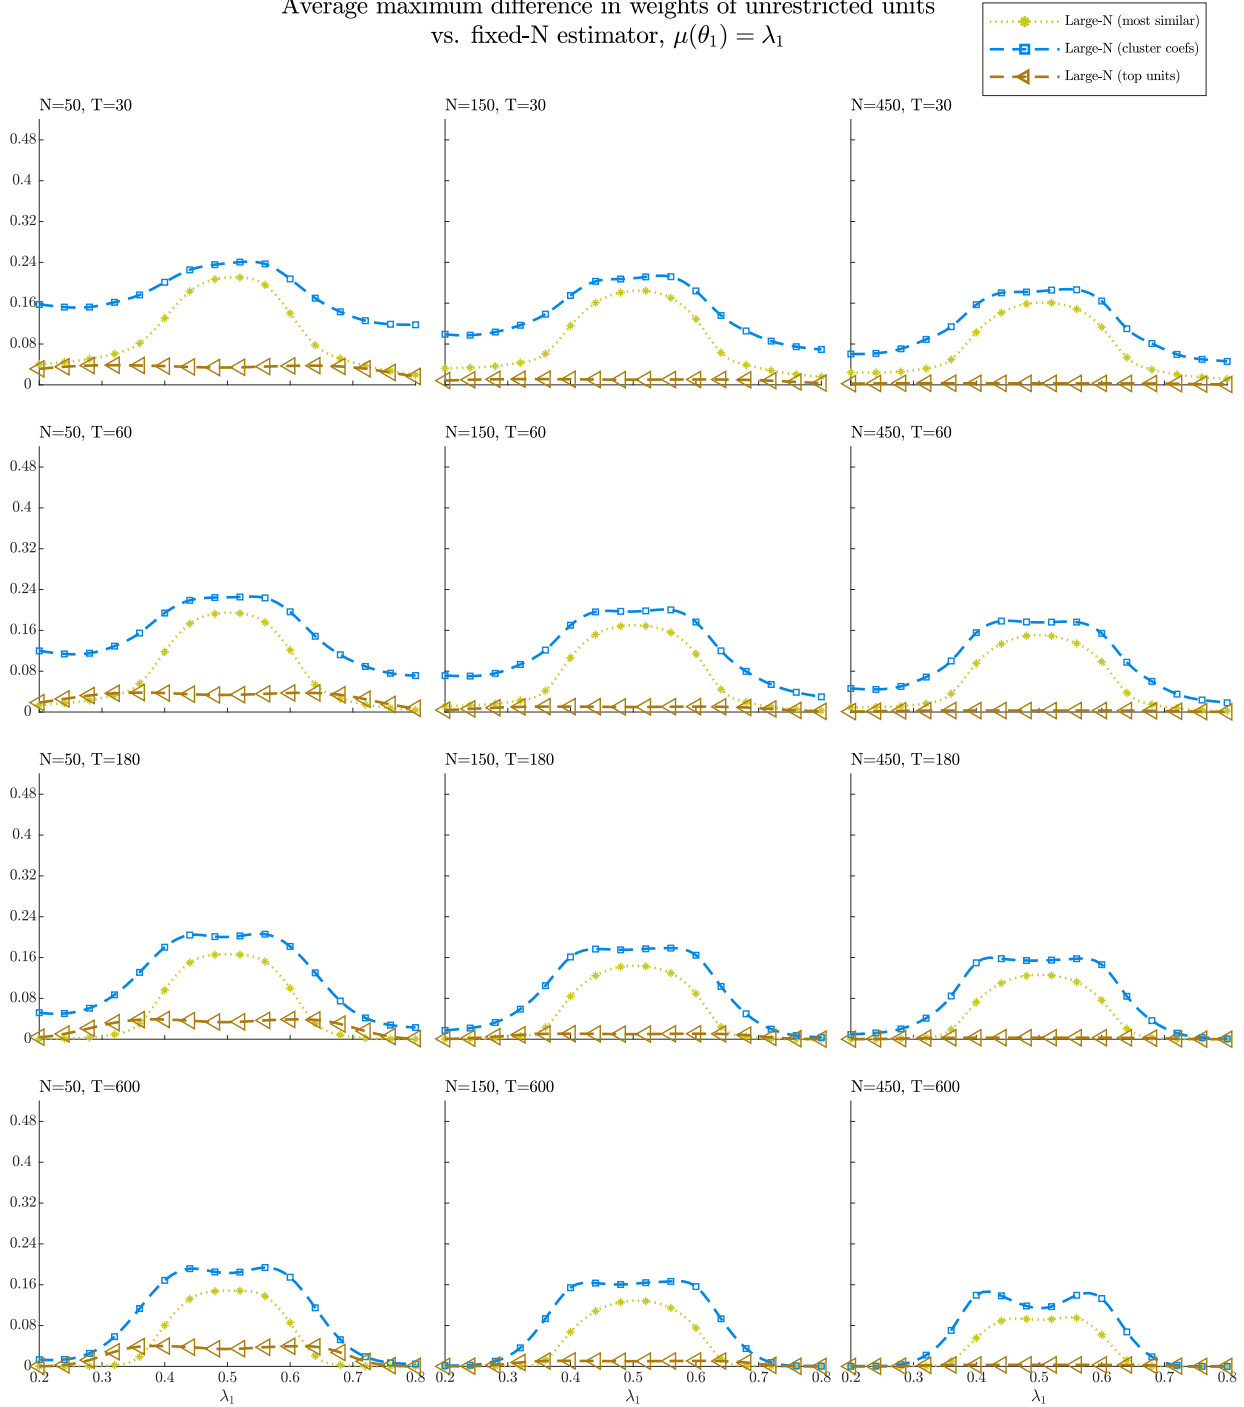 Average maximum difference in weights of unrestricted units
vs. fixed-N estimator, μ(θ₁) = λ₁
Large-N (most similar)
Large-N (cluster coefs)
Large-N (top units)
N=50, T=30
N=150, T=30
N=450, T=30
0.48
0.4
0.32
0.24
0.16
0.08
0
N=50, T=60
N=150, T=60
N=450, T=60
0.48
0.4
0.32
0.24
0.16
0.08
0
N=50, T=180
N=150, T=180
N=450, T=180
0.48
0.4
0.32
0.24
0.16
0.08
0
N=50, T=600
N=150, T=600
N=450, T=600
0.48
0.4
0.32
0.24
0.16
0.08
0
0.2 0.3 0.4 0.5 0.6 0.7 0.8
0.2 0.3 0.4 0.5 0.6 0.7 0.8
0.2 0.3 0.4 0.5 0.6 0.7 0.8
λ₁
λ₁
λ₁